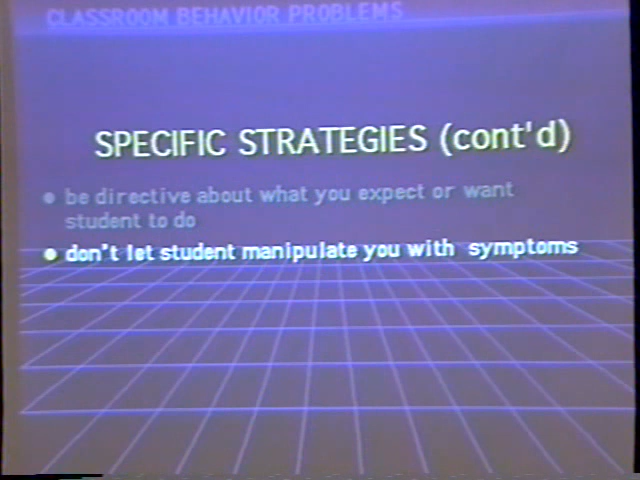 CLASSROOM BEHAVIOR PROBLEMS
SPECIFIC STRATEGIES (cont'd)
• be directive about what you expect or want
student to do
• don't let student manipulate you with symptoms